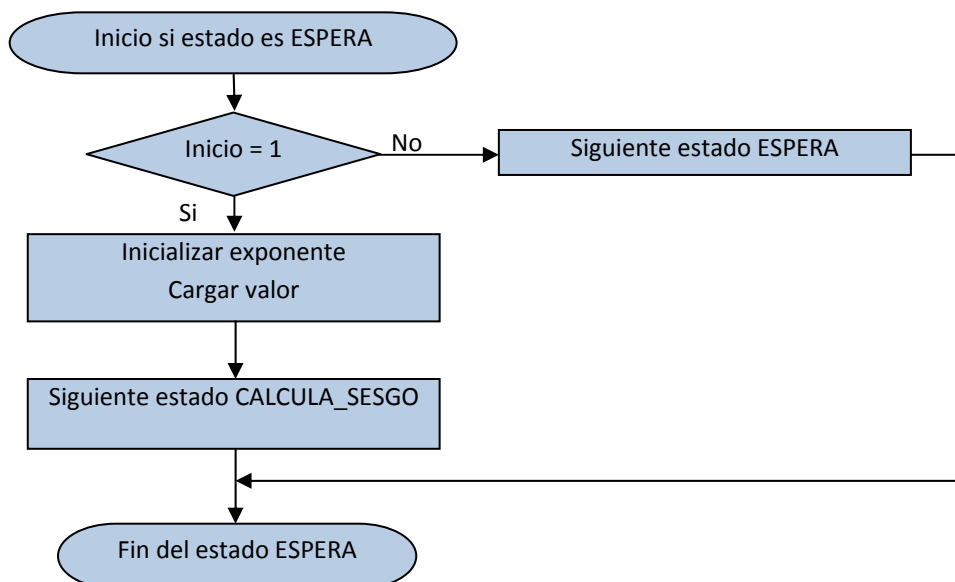 Inicio si estado es ESPERA
Inicio = 1
No
Siguiente estado ESPERA
Si
Inicializar exponente
Cargar valor
Siguiente estado CALCULA_SESGO
Fin del estado ESPERA